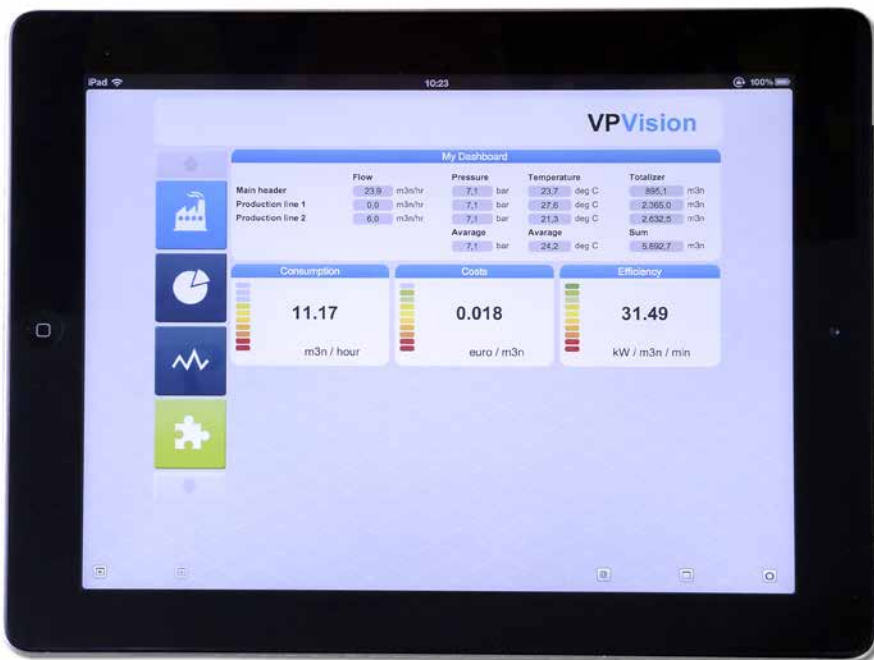 iPad 10:23 100%
VPVision
My Dashboard
Flow Pressure Temperature Totalizer
Main header 23,9 m3n/hr 7,1 bar 23,7 deg C 895,1 m3n
Production line 1 0,0 m3n/hr 7,1 bar 27,6 deg C 2.365,0 m3n
Production line 2 6,0 m3n/hr 7,1 bar 21,3 deg C 2.632,5 m3n
Avarage Avarage Sum
7,1 bar 24,2 deg C 5.892,7 m3n
Consumption Costs Efficiency
11.17 0.018 31.49
m3n / hour euro / m3n kW / m3n / min